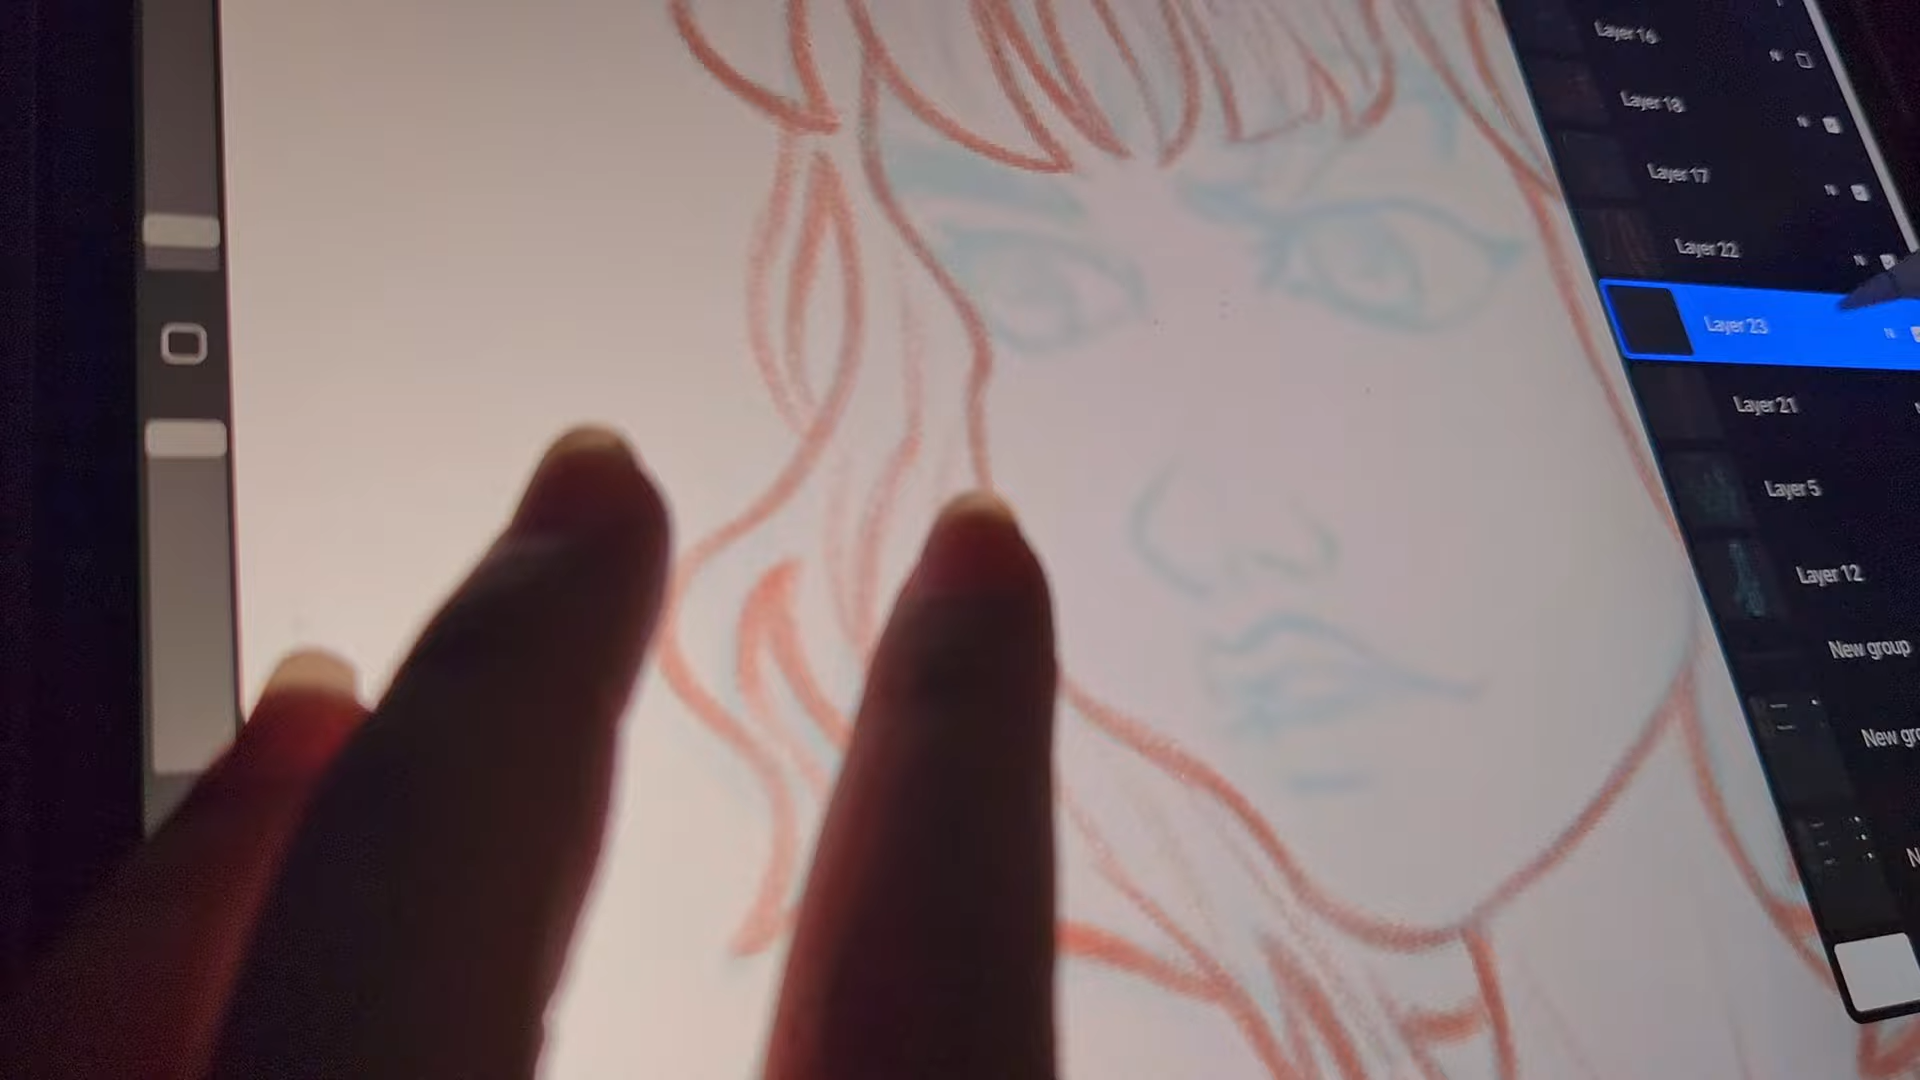 Layer 16
N
Layer 18
N
Layer 17
N
Layer 22
N
Layer 23
N
Layer 21
Layer 5
Layer 12
New group